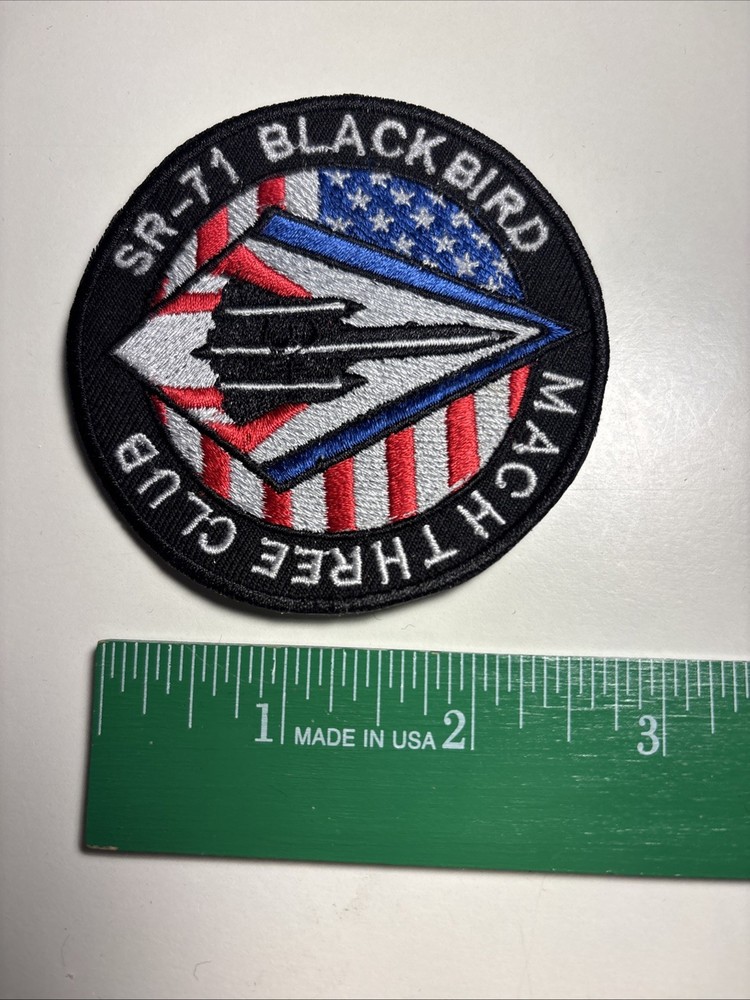 SR-71 BLACKBIRD
MACH THREE CLUB
1 MADE IN USA 2 3